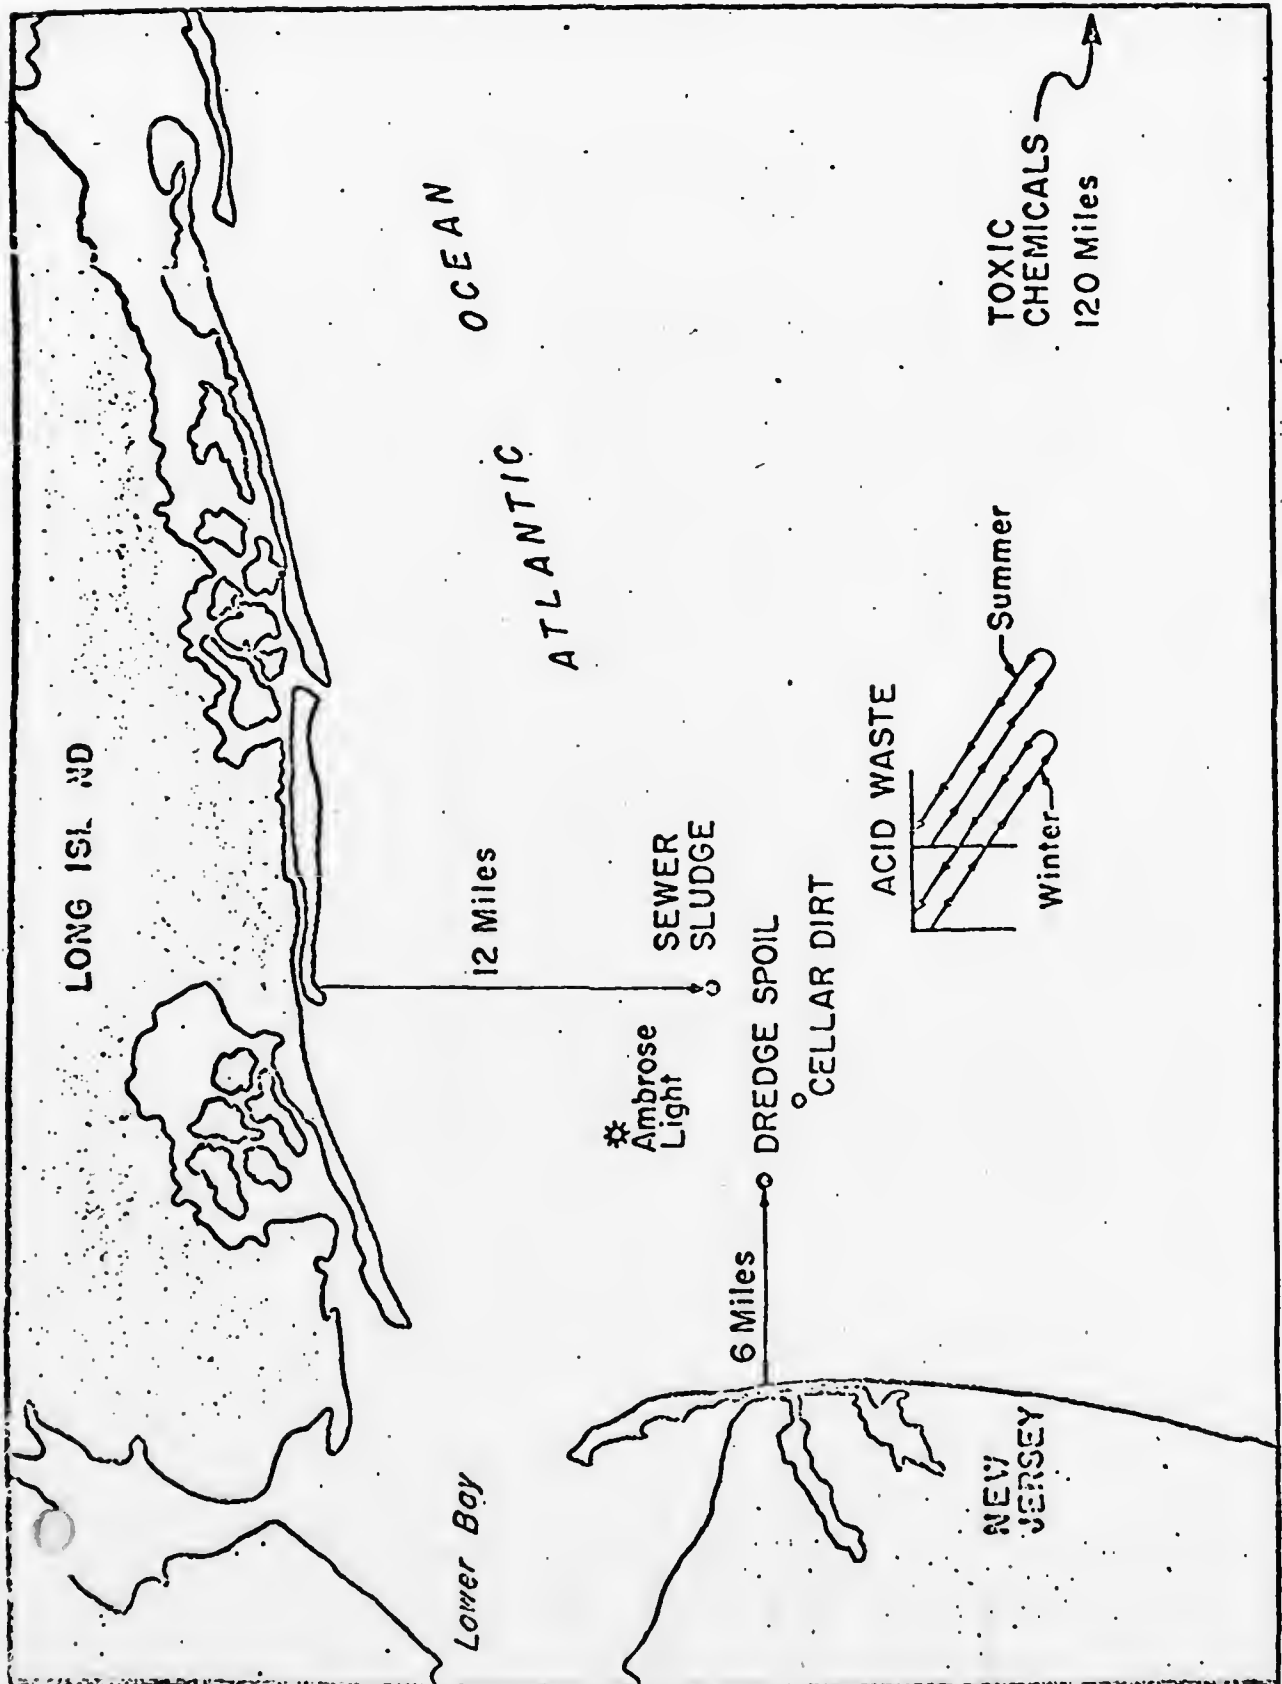 LONG ISL ND
ATLANTIC OCEAN
12 Miles
Ambrose
Light
SEWER
SLUDGE
Lower Bay
6 Miles
DREDGE SPOIL
CELLAR DIRT
ACID WASTE
Summer
Winter
NEW
JERSEY
TOXIC
CHEMICALS
120 Miles